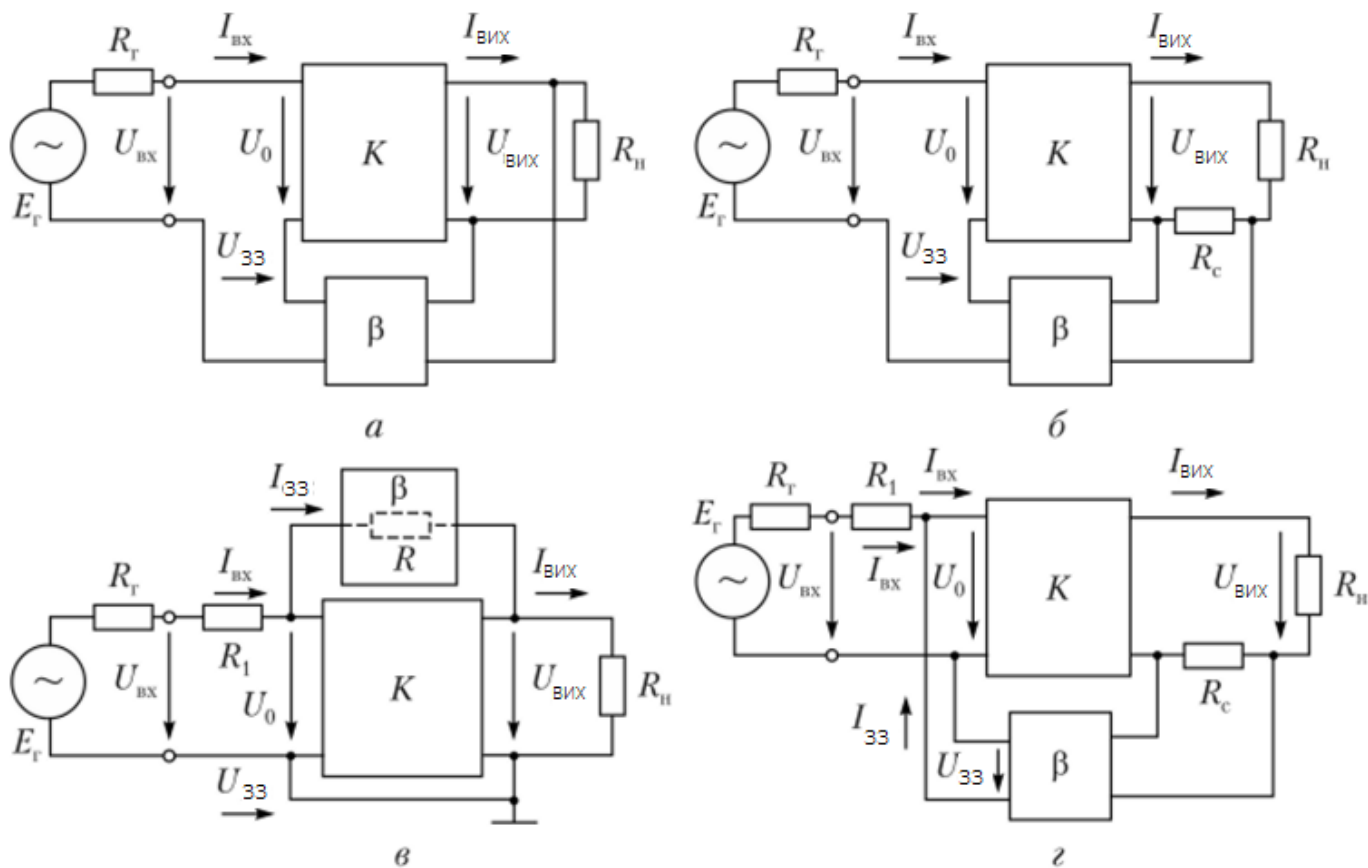 R_г I_вх I_ВИХ
U_вх U_0 K U_ВИХ R_н
E_г
U_ЗЗ
β
а
R_г I_вх I_ВИХ
U_вх U_0 K U_ВИХ R_н
E_г
U_ЗЗ R_с
β
б
I_ЗЗ β
R
R_г I_вх I_ВИХ
U_вх R_1 U_0 K U_ВИХ R_н
E_г
U_ЗЗ
в
R_г R_1 I_вх I_ВИХ
E_г
U_вх I_вх U_0 K U_ВИХ R_н
R_с
I_ЗЗ
U_ЗЗ β
г